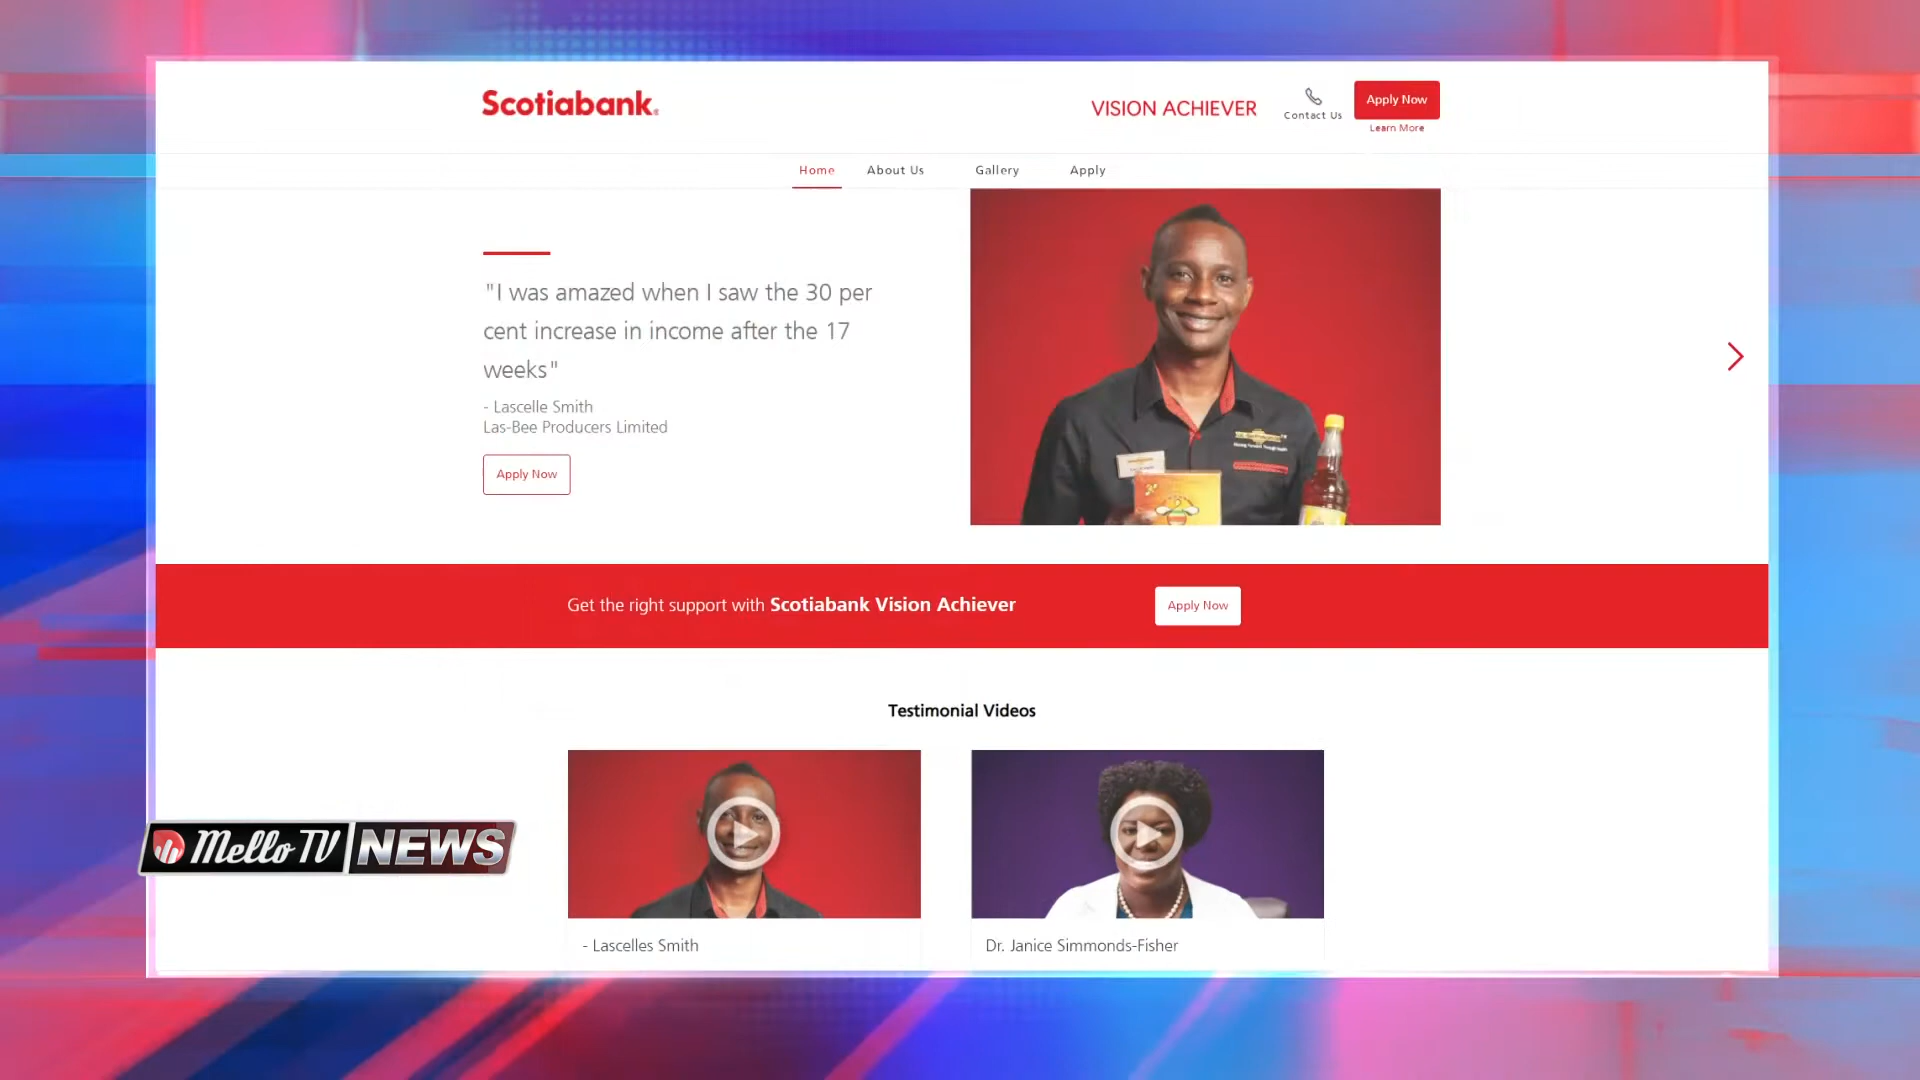 Scotiabank
VISION ACHIEVER
Contact Us
Apply Now
Learn More
Home
About Us
Gallery
Apply
"I was amazed when I saw the 30 per
cent increase in income after the 17
weeks"
- Lascelle Smith
Las-Bee Producers Limited
Apply Now
Get the right support with Scotiabank Vision Achiever
Apply Now
Testimonial Videos
Mello TV NEWS
- Lascelles Smith
Dr. Janice Simmonds-Fisher